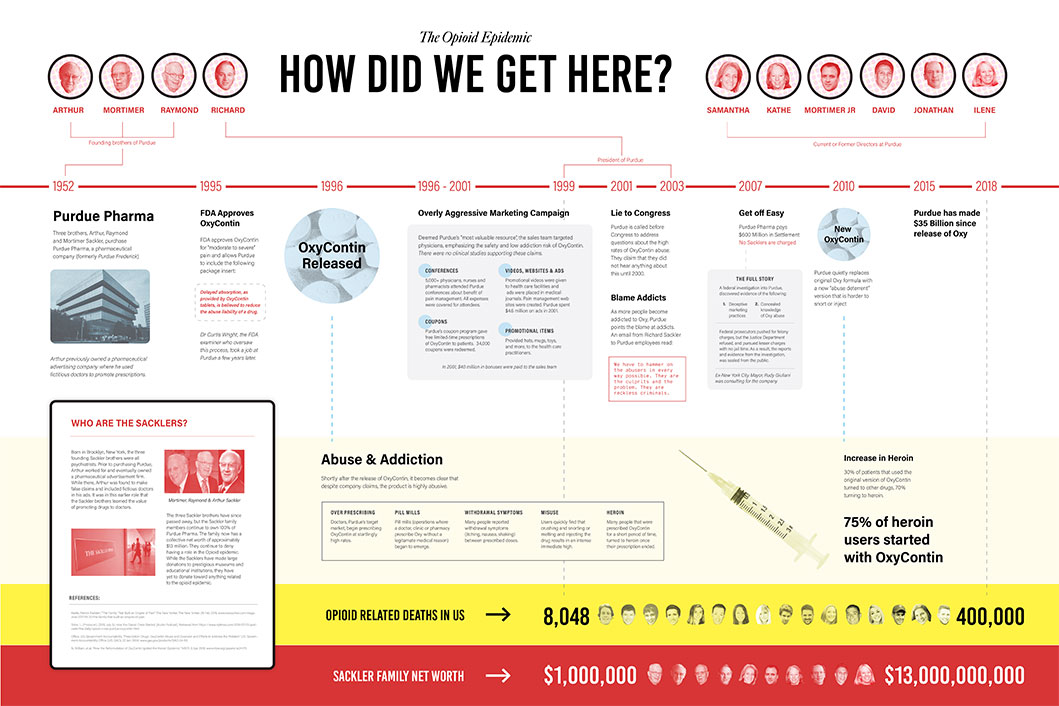 The Opioid Epidemic
HOW DID WE GET HERE?
ARTHUR
MORTIMER
RAYMOND
RICHARD
SAMANTHA
KATHE
MORTIMER JR
DAVID
JONATHAN
ILENE
Founding brothers of Purdue
President of Purdue
Current or Former Directors at Purdue
1952
1995
1996
1996 - 2001
1999
2001
2003
2007
2010
2015
2018
Purdue Pharma
Three brothers, Arthur, Raymond
and Mortimer Sackler, purchase
Purdue Pharma, a pharmaceutical
company (formerly Purdue Frederick).
Arthur previously owned a pharmaceutical
advertising company where he used
fictitious doctors to promote prescriptions.
FDA Approves
OxyContin
FDA approves OxyContin
for "moderate to severe"
pain and allows Purdue
to include the following
package insert:
Delayed absorption, as
provided by OxyContin
tablets, is believed to reduce
the abuse liability of a drug.
Dr Curtis Wright, the FDA
examiner who oversaw
this process, took a job at
Purdue a few years later.
OxyContin
Released
Overly Aggressive Marketing Campaign
Deemed Purdue's "most valuable resource", the sales team targeted
physicians, emphasizing the safety and low addiction risk of OxyContin.
There were no clinical studies supporting these claims.
CONFERENCES
5,000+ physicians, nurses and
pharmacists attended Purdue
conferences about benefit of
pain management. All expenses
were covered for attendees.
VIDEOS, WEBSITES & ADS
Promotional videos were given
to health care facilities and
ads were placed in medical
journals. Pain management web
sites were created. Purdue spent
$4.6 million on ads in 2001.
COUPONS
Purdue's coupon program gave
free limited time prescriptions
of OxyContin to patients. 34,000
coupons were redeemed.
PROMOTIONAL ITEMS
Provided hats, mugs, toys,
and more, to the health care
practitioners.
In 2001, $40 million in bonuses were paid to the sales team
Lie to Congress
Purdue is called before
Congress to address
questions about the high
rates of OxyContin abuse.
They claim that they did
not hear anything about
this until 2000.
Blame Addicts
As more people become
addicted to Oxy, Purdue
points the blame at addicts.
An email from Richard Sackler
to Purdue employees read:
We have to hammer on
the abusers in every
way possible. They are
the culprits and the
problem. They are
reckless criminals.
Get off Easy
Purdue Pharma pays
$600 Million in Settlement
No Sacklers are charged
THE FULL STORY
A federal investigation into Purdue,
discovered evidence of the following:
1. Deceptive
marketing
practices
2. Concealed
knowledge
of Oxy abuse
Federal prosecutors pushed for felony
charges, but the Justice Department
refused, and pursued lesser charges
with no jail time. As a result, the reports
and evidence from the investigation,
was sealed from the public.
Ex-New York City Mayor, Rudy Giuliani
was consulting for the company
New
OxyContin
Purdue quietly replaces
original Oxy formula with
a new "abuse deterrent"
version that is harder to
snort or inject
Purdue has made
$35 Billion since
release of Oxy
WHO ARE THE SACKLERS?
Born in Brooklyn, New York, the three
founding Sackler brothers were all
psychiatrists. Prior to purchasing Purdue,
Arthur worked for and eventually owned
a pharmaceutical advertisement firm.
While there, Arthur was found to make
false claims and included fictitious doctors
in his ads. It was in this earlier role that
the Sackler brothers learned the value
of promoting drugs to doctors.
Mortimer, Raymond & Arthur Sackler
THE SACKLER
The three Sackler brothers have since
passed away, but the Sackler family
members continue to own 100% of
Purdue Pharma. The family now has a
collective net worth of approximately
$13 million. They continue to deny
having a role in the Opioid epidemic.
While the Sacklers have made large
donations to prestigious museums and
educational institutions, they have
yet to donate toward anything related
to the opioid epidemic.
REFERENCES:
Abuse & Addiction
Shortly after the release of OxyContin, it becomes clear that
despite company claims, the product is highly abusive.
OVER PRESCRIBING
Doctors, Purdue's target
market, began prescribing
OxyContin at startlingly
high rates.
PILL MILLS
Pill mills (operations where
a doctor, clinic or pharmacy
prescribe Oxy without a
legitimate medical reason)
began to emerge.
WITHDRAWAL SYMPTOMS
Many people reported
withdrawal symptoms
(itching, nausea, shaking)
between prescribed doses.
MISUSE
Users quickly find that
crushing and snorting or
melting and injecting the
drug results in an intense
immediate high.
HEROIN
Many people that were
prescribed OxyContin
for a short period of time,
turned to heroin once
their prescription ended.
Increase in Heroin
30% of patients that used the
original version of OxyContin
turned to other drugs, 70%
turning to heroin.
75% of heroin
users started
with OxyContin
OPIOID RELATED DEATHS IN US
8,048
400,000
SACKLER FAMILY NET WORTH
$1,000,000
$13,000,000,000